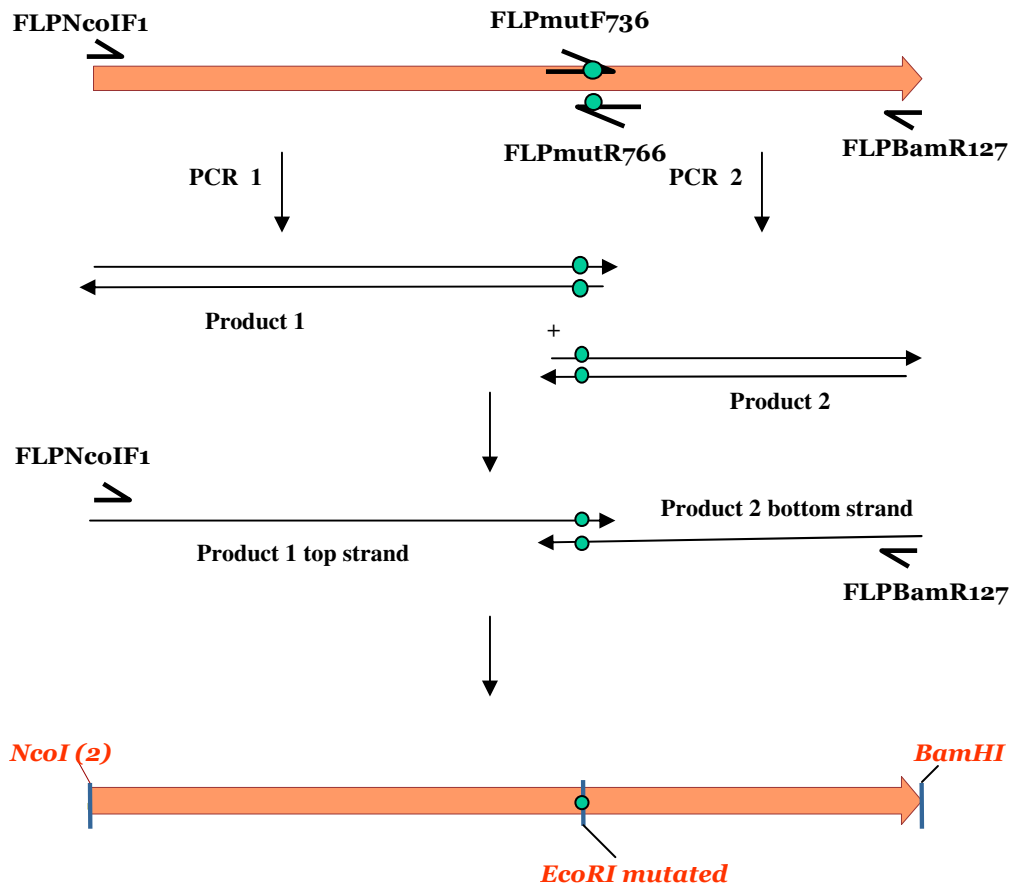 FLPNcoIF1
FLPmutF736
FLPmutR766
FLPBamR127
PCR 1
PCR 2
Product 1
+
Product 2
FLPNcoIF1
Product 2 bottom strand
Product 1 top strand
FLPBamR127
NcoI (2)
BamHI
EcoRI mutated